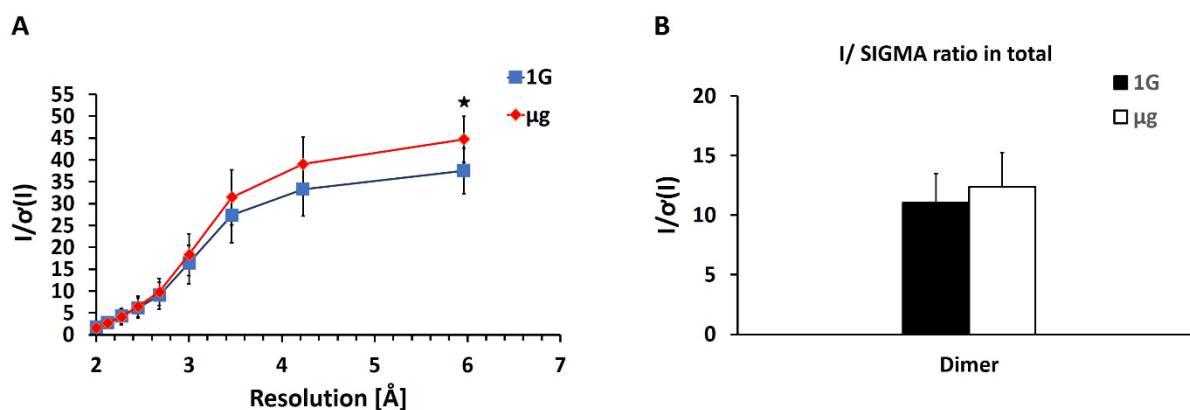 A
1G
µg
55
50
45
40
35
30
25
20
15
10
5
0
I/σ(I)
★
2
3
4
5
6
7
Resolution [Å]
B
I/ SIGMA ratio in total
1G
µg
20
15
10
5
0
I/σ(I)
Dimer